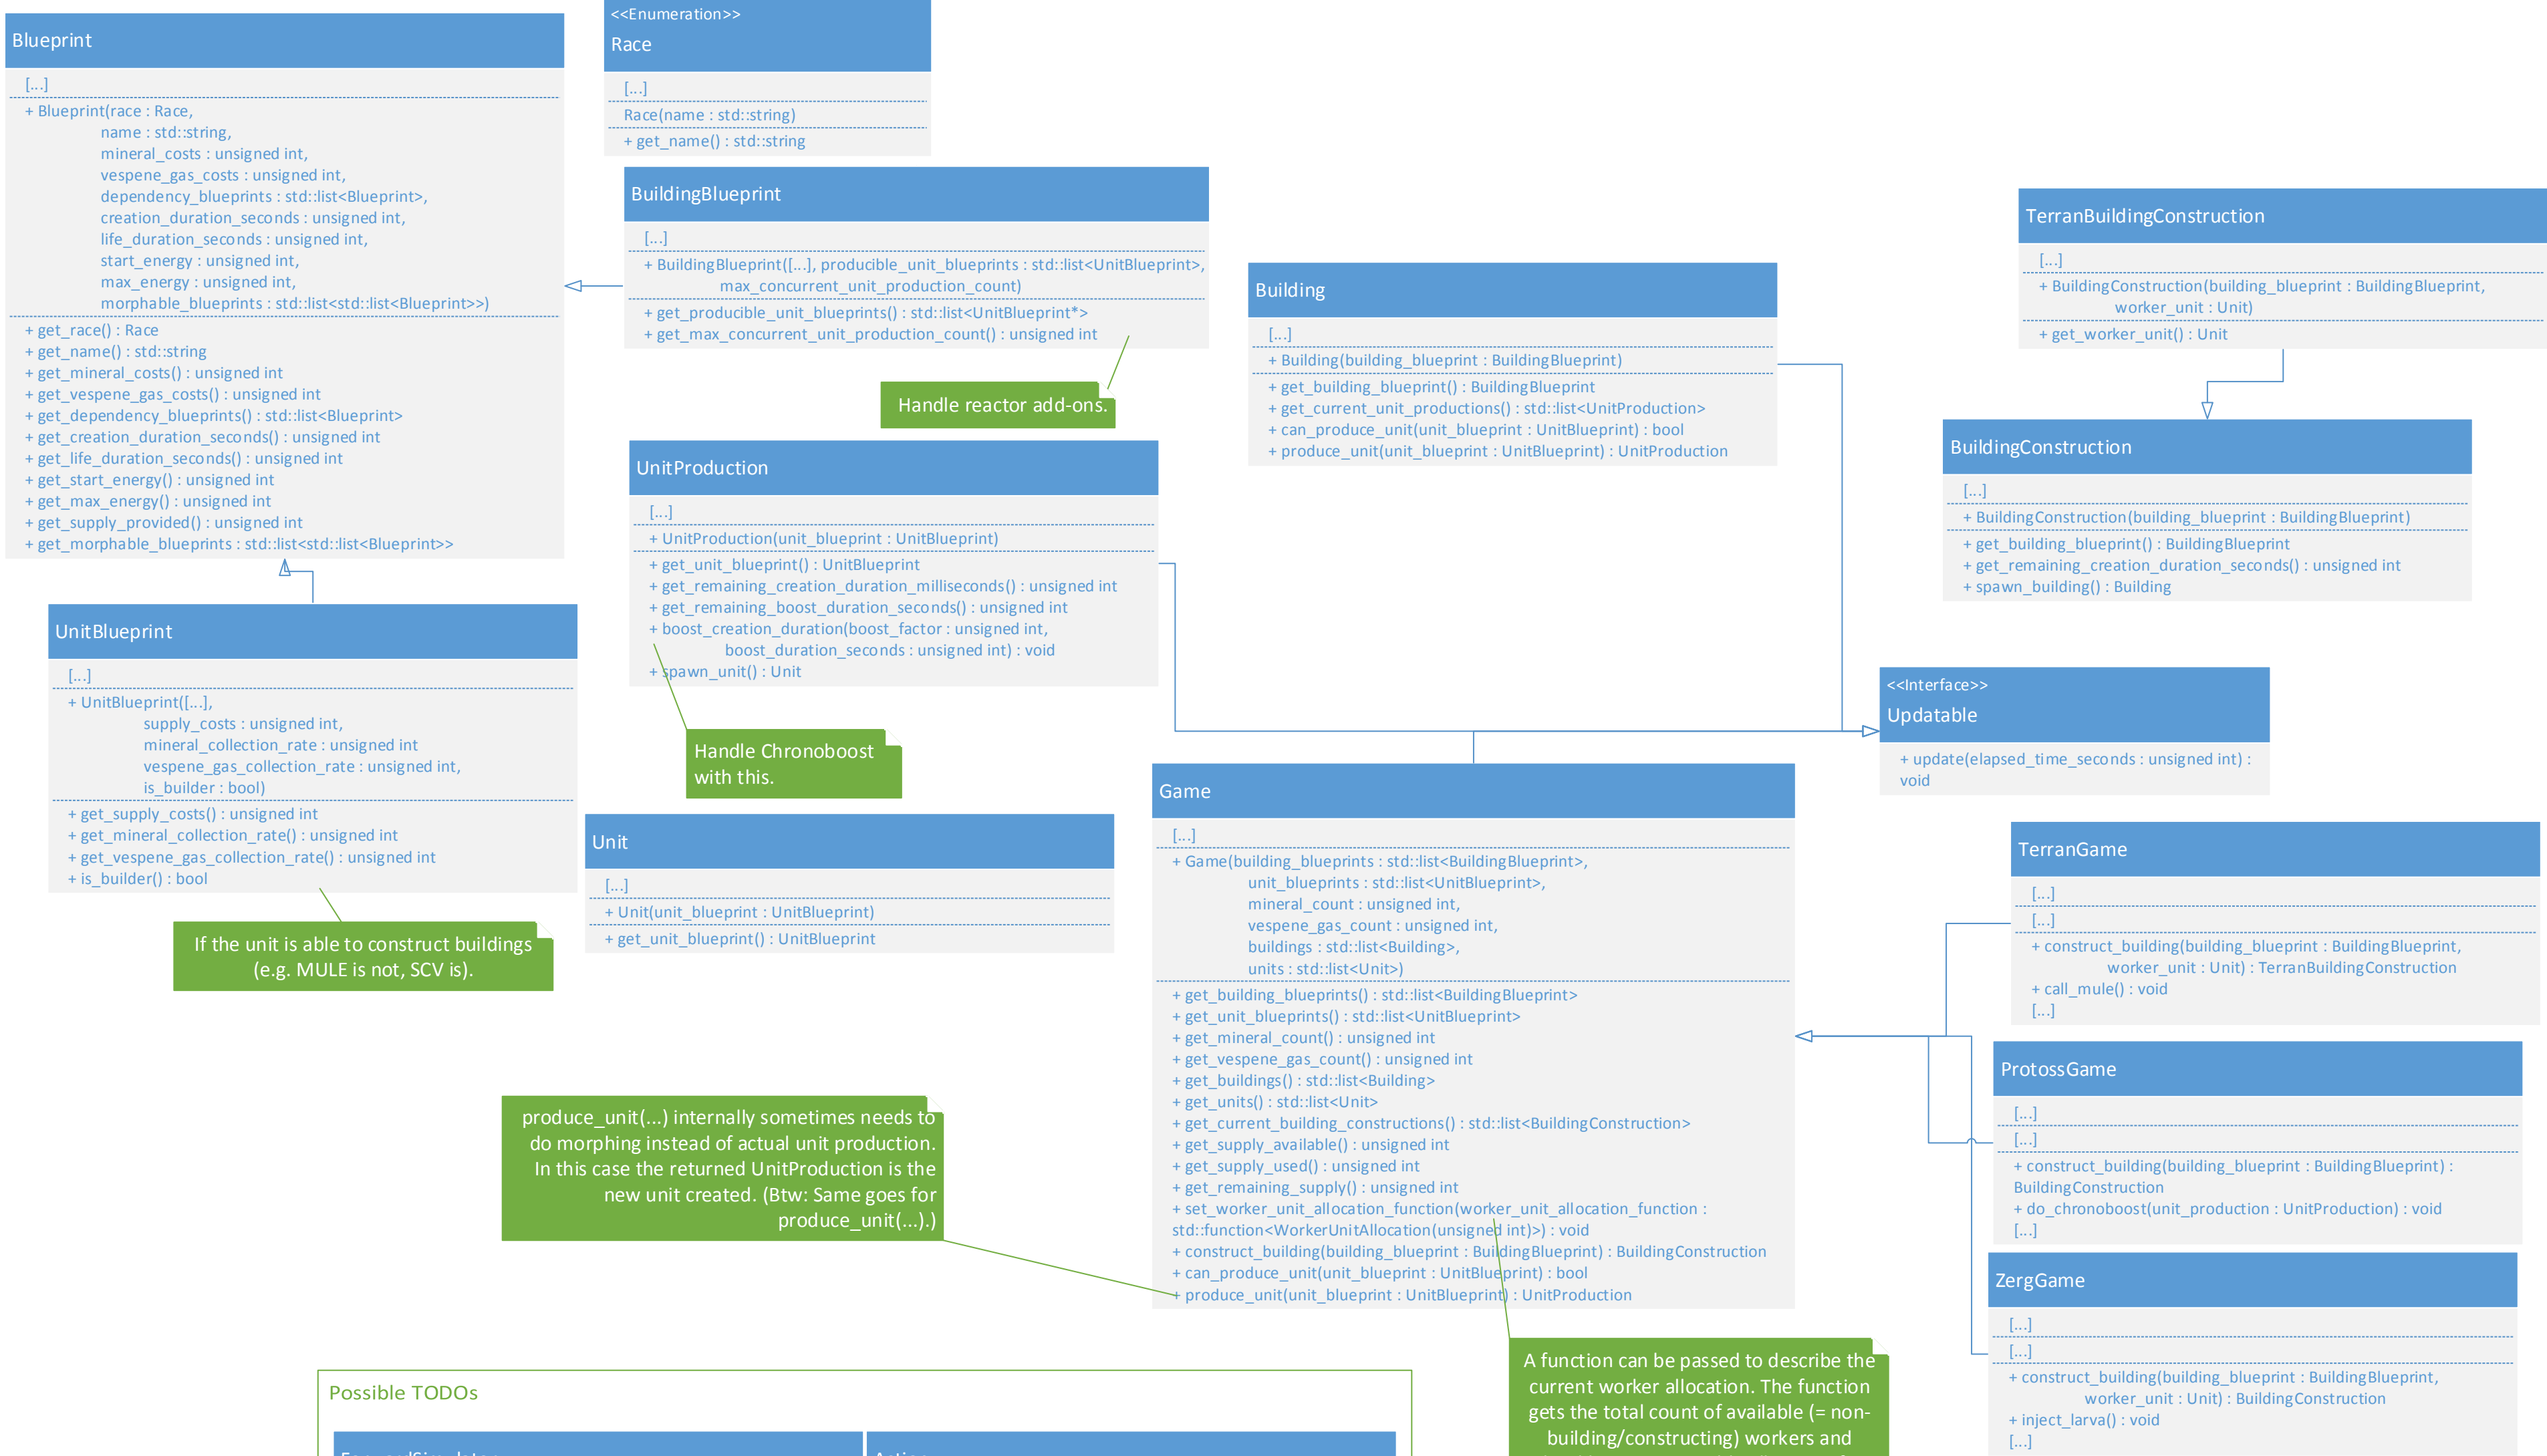 Blueprint
[...]
+ Blueprint(race : Race,
name : std::string,
mineral_costs : unsigned int,
vespene_gas_costs : unsigned int,
dependency_blueprints : std::list<Blueprint>,
creation_duration_seconds : unsigned int,
life_duration_seconds : unsigned int,
start_energy : unsigned int,
max_energy : unsigned int,
morphable_blueprints : std::list<std::list<Blueprint>>)
+ get_race() : Race
+ get_name() : std::string
+ get_mineral_costs() : unsigned int
+ get_vespene_gas_costs() : unsigned int
+ get_dependency_blueprints() : std::list<Blueprint>
+ get_creation_duration_seconds() : unsigned int
+ get_life_duration_seconds() : unsigned int
+ get_start_energy() : unsigned int
+ get_max_energy() : unsigned int
+ get_supply_provided() : unsigned int
+ get_morphable_blueprints : std::list<std::list<Blueprint>>
<<Enumeration>>
Race
[...]
Race(name : std::string)
+ get_name() : std::string
BuildingBlueprint
[...]
+ BuildingBlueprint([...], producible_unit_blueprints : std::list<UnitBlueprint>,
max_concurrent_unit_production_count)
+ get_producible_unit_blueprints() : std::list<UnitBlueprint*>
+ get_max_concurrent_unit_production_count() : unsigned int
Handle reactor add-ons.
Building
[...]
+ Building(building_blueprint : BuildingBlueprint)
+ get_building_blueprint() : BuildingBlueprint
+ get_current_unit_productions() : std::list<UnitProduction>
+ can_produce_unit(unit_blueprint : UnitBlueprint) : bool
+ produce_unit(unit_blueprint : UnitBlueprint) : UnitProduction
TerranBuildingConstruction
[...]
+ BuildingConstruction(building_blueprint : BuildingBlueprint,
worker_unit : Unit)
+ get_worker_unit() : Unit
BuildingConstruction
[...]
+ BuildingConstruction(building_blueprint : BuildingBlueprint)
+ get_building_blueprint() : BuildingBlueprint
+ get_remaining_creation_duration_seconds() : unsigned int
+ spawn_building() : Building
UnitProduction
[...]
+ UnitProduction(unit_blueprint : UnitBlueprint)
+ get_unit_blueprint() : UnitBlueprint
+ get_remaining_creation_duration_milliseconds() : unsigned int
+ get_remaining_boost_duration_seconds() : unsigned int
+ boost_creation_duration(boost_factor : unsigned int,
boost_duration_seconds : unsigned int) : void
+ spawn_unit() : Unit
Handle Chronoboost
with this.
UnitBlueprint
[...]
+ UnitBlueprint([...],
supply_costs : unsigned int,
mineral_collection_rate : unsigned int
vespene_gas_collection_rate : unsigned int,
is_builder : bool)
+ get_supply_costs() : unsigned int
+ get_mineral_collection_rate() : unsigned int
+ get_vespene_gas_collection_rate() : unsigned int
+ is_builder() : bool
If the unit is able to construct buildings
(e.g. MULE is not, SCV is).
Unit
[...]
+ Unit(unit_blueprint : UnitBlueprint)
+ get_unit_blueprint() : UnitBlueprint
<<Interface>>
Updatable
+ update(elapsed_time_seconds : unsigned int) :
void
Game
[...]
+ Game(building_blueprints : std::list<BuildingBlueprint>,
unit_blueprints : std::list<UnitBlueprint>,
mineral_count : unsigned int,
vespene_gas_count : unsigned int,
buildings : std::list<Building>,
units : std::list<Unit>)
+ get_building_blueprints() : std::list<BuildingBlueprint>
+ get_unit_blueprints() : std::list<UnitBlueprint>
+ get_mineral_count() : unsigned int
+ get_vespene_gas_count() : unsigned int
+ get_buildings() : std::list<Building>
+ get_units() : std::list<Unit>
+ get_current_building_constructions() : std::list<BuildingConstruction>
+ get_supply_available() : unsigned int
+ get_supply_used() : unsigned int
+ get_remaining_supply() : unsigned int
+ set_worker_unit_allocation_function(worker_unit_allocation_function :
std::function<WorkerUnitAllocation(unsigned int)>) : void
+ construct_building(building_blueprint : BuildingBlueprint) : BuildingConstruction
+ can_produce_unit(unit_blueprint : UnitBlueprint) : bool
+ produce_unit(unit_blueprint : UnitBlueprint) : UnitProduction
produce_unit(...) internally sometimes needs to
do morphing instead of actual unit production.
In this case the returned UnitProduction is the
new unit created. (Btw: Same goes for
produce_unit(...).)
TerranGame
[...]
[...]
+ construct_building(building_blueprint : BuildingBlueprint,
worker_unit : Unit) : TerranBuildingConstruction
+ call_mule() : void
[...]
ProtossGame
[...]
[...]
+ construct_building(building_blueprint : BuildingBlueprint) :
BuildingConstruction
+ do_chronoboost(unit_production : UnitProduction) : void
[...]
ZergGame
[...]
[...]
+ construct_building(building_blueprint : BuildingBlueprint,
worker_unit : Unit) : BuildingConstruction
+ inject_larva() : void
[...]
A function can be passed to describe the
current worker allocation. The function
gets the total count of available (= non-
building/constructing) workers and
Possible TODOs